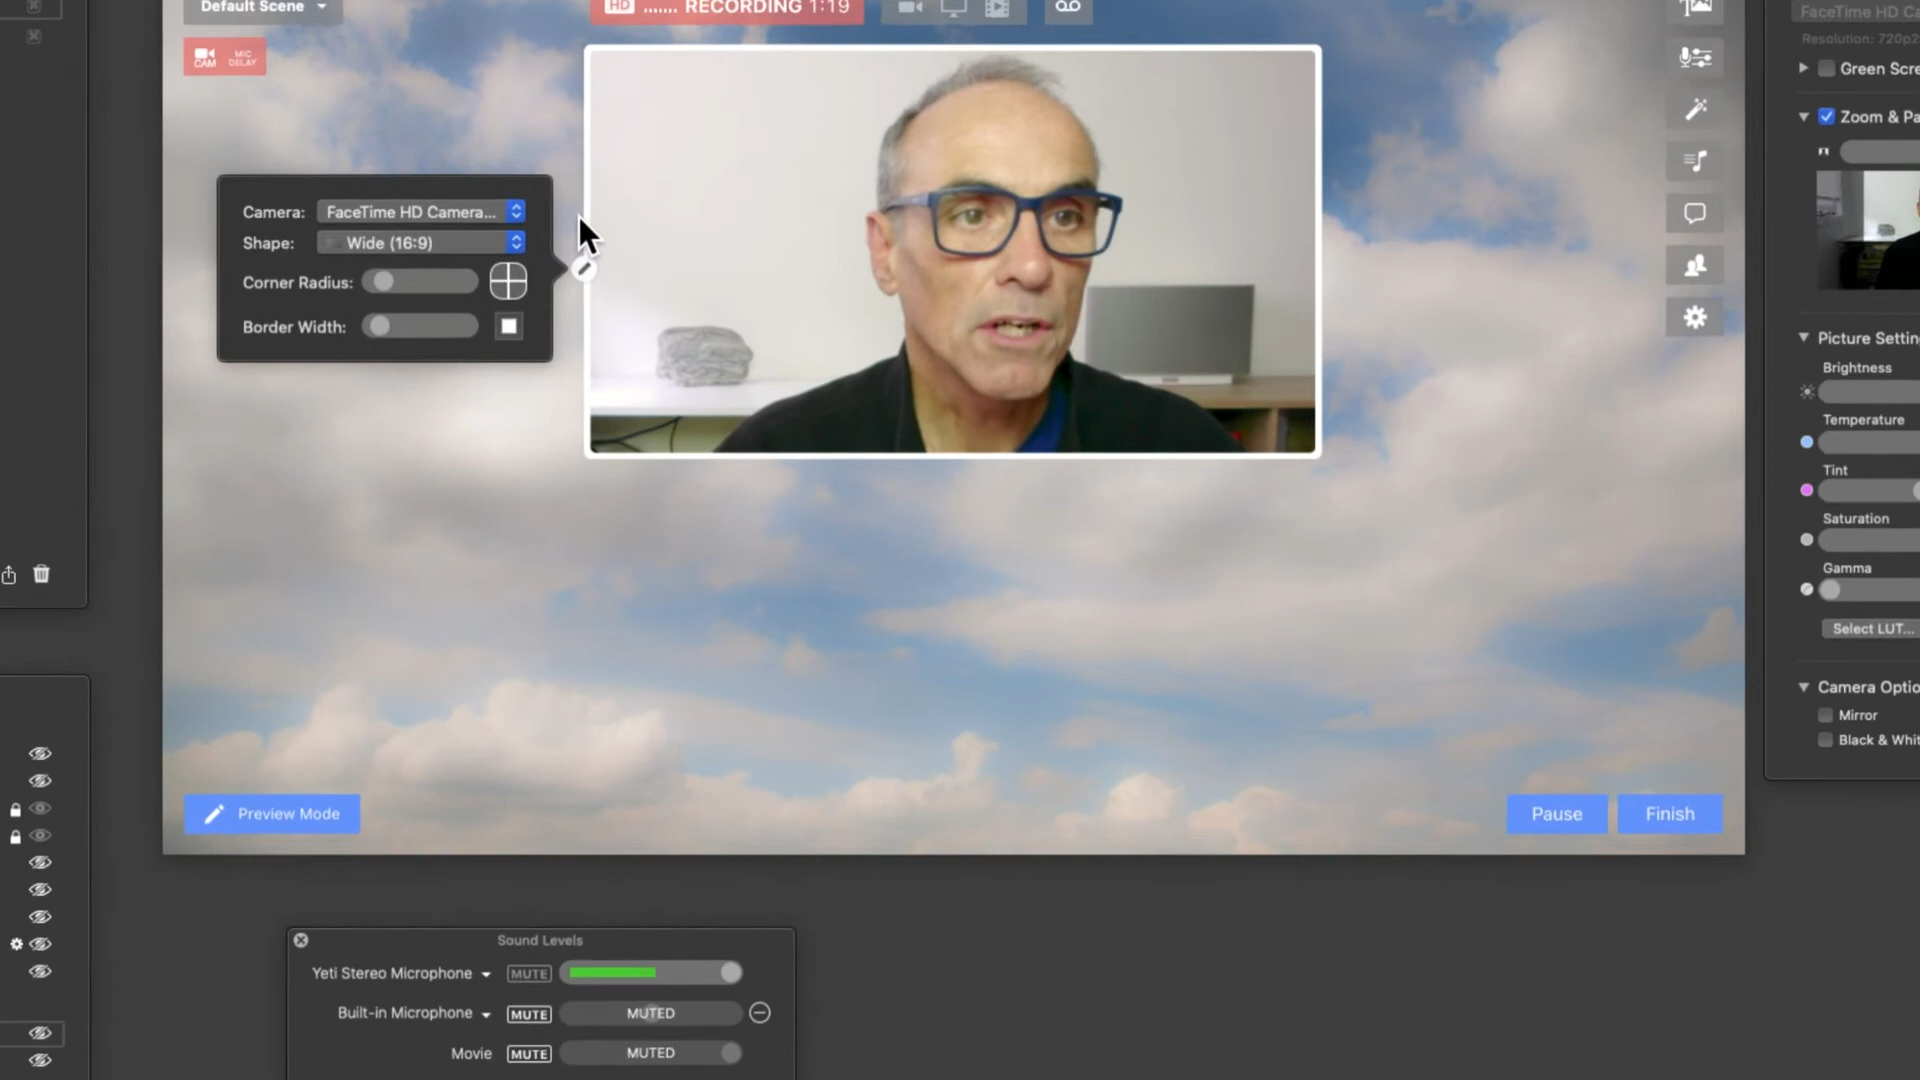 Default Scene
HD ....... RECORDING 1:19
CAM
MIC
DELAY
Camera: FaceTime HD Camera...
Shape: Wide (16:9)
Corner Radius:
Border Width:
Preview Mode
Pause
Finish
Sound Levels
Yeti Stereo Microphone MUTE
Built-in Microphone MUTE MUTED
Movie MUTE MUTED
FaceTime HD Ca
Resolution: 720p2
Green Scre
Zoom & Pa
Picture Settin
Brightness
Temperature
Tint
Saturation
Gamma
Select LUT...
Camera Optio
Mirror
Black & Whit